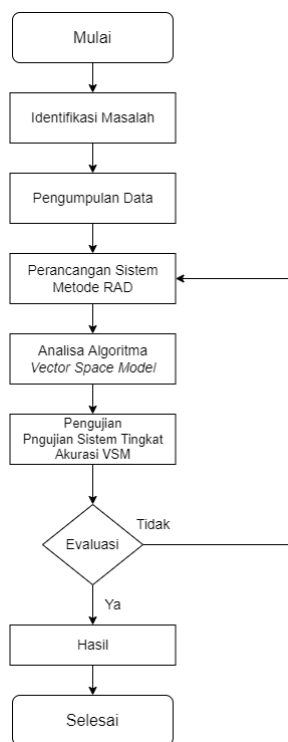 Mulai
Identifikasi Masalah
Pengumpulan Data
Perancangan Sistem
Metode RAD
Analisa Algoritma
Vector Space Model
Pengujian
Pngujian Sistem Tingkat
Akurasi VSM
Tidak
Evaluasi
Ya
Hasil
Selesai